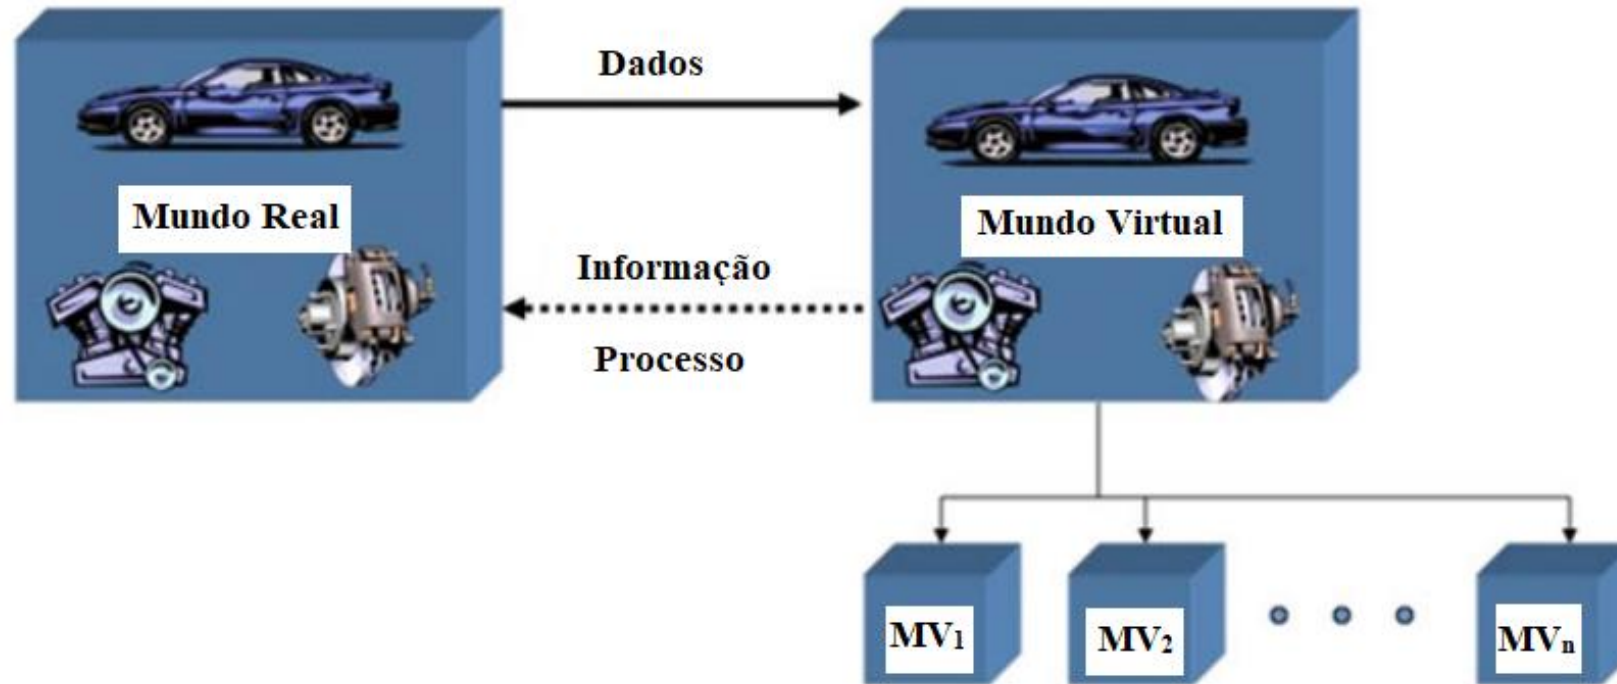 Dados
Mundo Real
Mundo Virtual
Informação
Processo
MV₁
MV₂
MVₙ